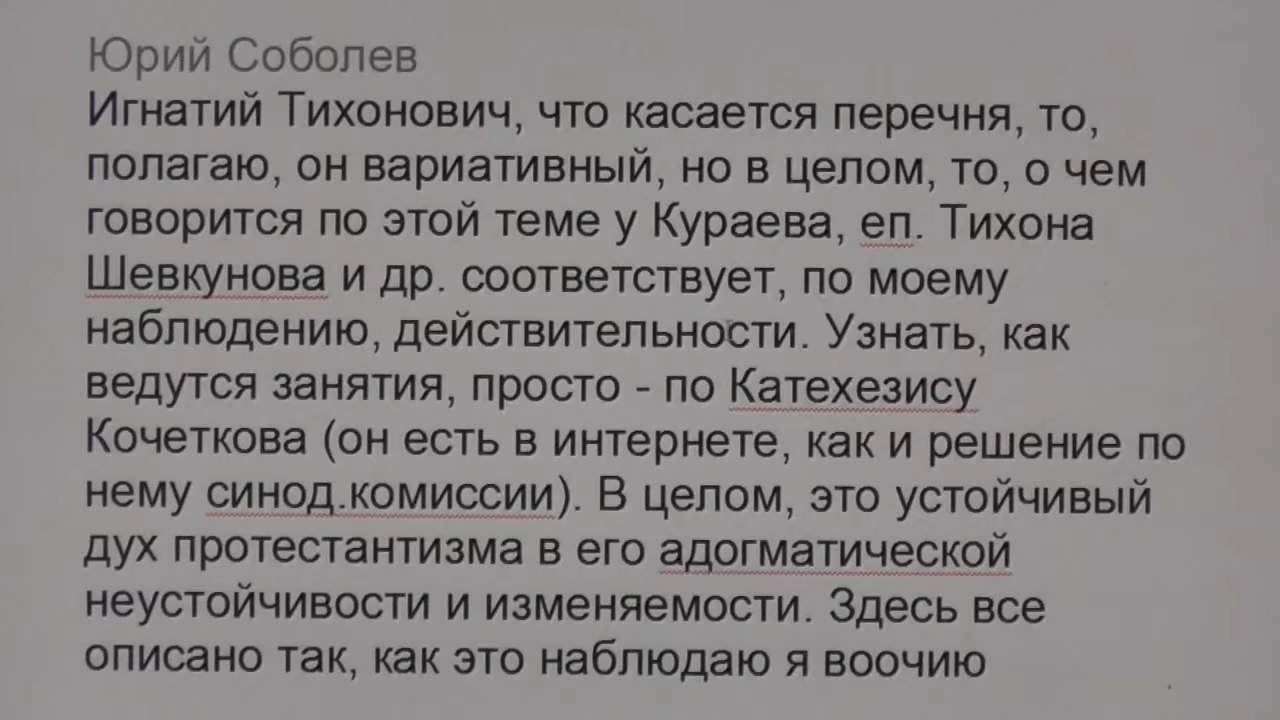 Юрий Соболев
Игнатий Тихонович, что касается перечня, то,
полагаю, он вариативный, но в целом, то, о чем
говорится по этой теме у Кураева, еп. Тихона
Шевкунова и др. соответствует, по моему
наблюдению, действительности. Узнать, как
ведутся занятия, просто - по Катехезису
Кочеткова (он есть в интернете, как и решение по
нему синод.комиссии). В целом, это устойчивый
дух протестантизма в его адогматической
неустойчивости и изменяемости. Здесь все
описано так, как это наблюдаю я воочию